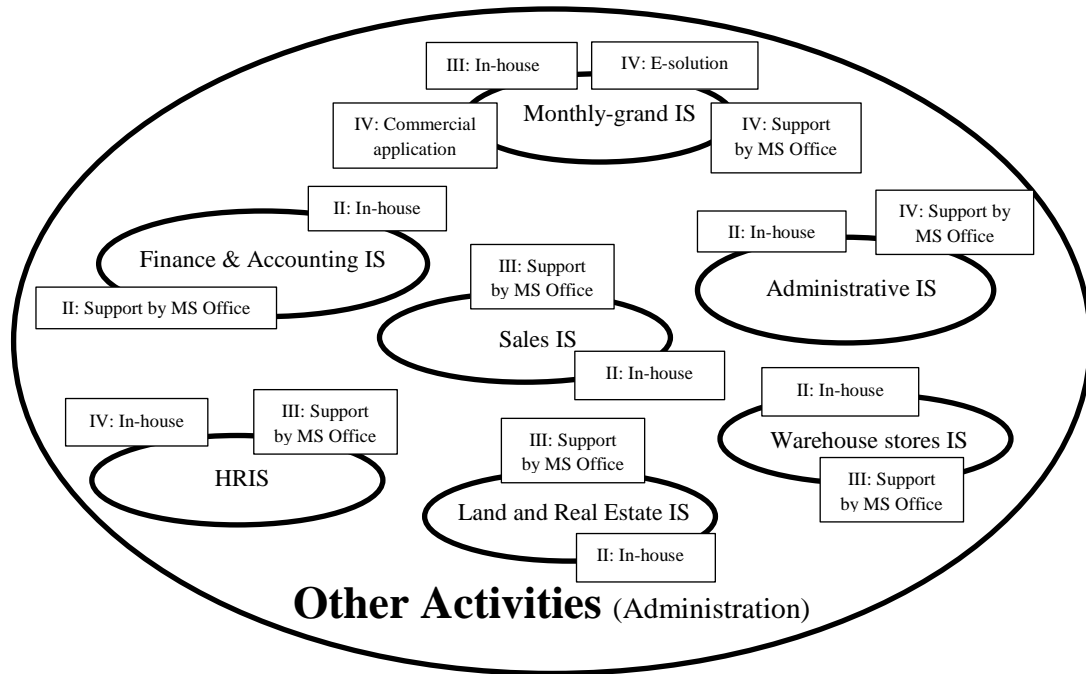 III: In-house
IV: E-solution
Monthly-grand IS
IV: Commercial
application
IV: Support
by MS Office
II: In-house
Finance & Accounting IS
II: Support by MS Office
II: In-house
IV: Support by
MS Office
Administrative IS
III: Support
by MS Office
Sales IS
II: In-house
IV: In-house
III: Support
by MS Office
HRIS
III: Support
by MS Office
Land and Real Estate IS
II: In-house
II: In-house
Warehouse stores IS
III: Support
by MS Office
Other Activities (Administration)